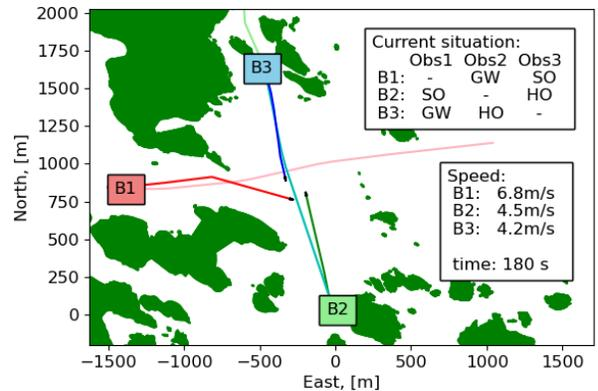 2000
1750
1500
1250
1000
750
500
250
0
North, [m]
−1500 −1000 −500 0 500 1000 1500
East, [m]
B3
B1
B2
Current situation:
Obs1 Obs2 Obs3
B1: - GW SO
B2: SO - HO
B3: GW HO -
Speed:
B1: 6.8m/s
B2: 4.5m/s
B3: 4.2m/s
time: 180 s